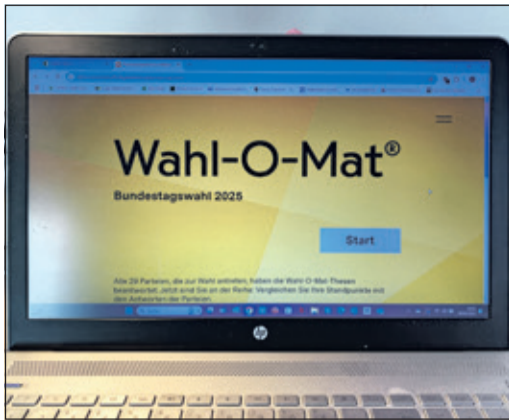 Wahl-O-Mat®
Bundestagswahl 2025
Start
Alle 29 Parteien, die zur Wahl antreten, haben die Wahl-O-Mat-Thesen
beantwortet. Jetzt sind Sie an der Reihe: Vergleichen Sie Ihre Standpunkte mit
den Antworten der Parteien.
hp